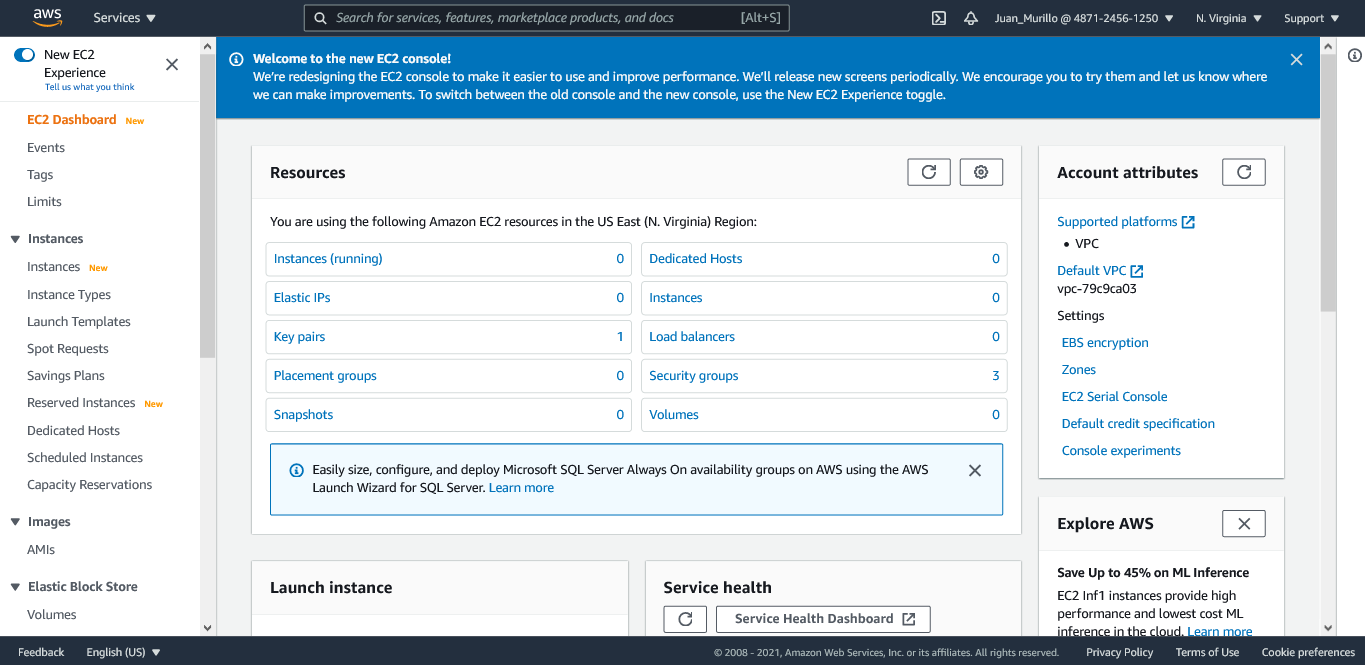 aws
Services
Search for services, features, marketplace products, and docs
[Alt+S]
Juan_Murillo @ 4871-2456-1250
N. Virginia
Support
New EC2
Experience
Tell us what you think
EC2 Dashboard New
Events
Tags
Limits
Instances
Instances New
Instance Types
Launch Templates
Spot Requests
Savings Plans
Reserved Instances New
Dedicated Hosts
Scheduled Instances
Capacity Reservations
Images
AMIs
Elastic Block Store
Volumes
Welcome to the new EC2 console!
We're redesigning the EC2 console to make it easier to use and improve performance. We'll release new screens periodically. We encourage you to try them and let us know where
we can make improvements. To switch between the old console and the new console, use the New EC2 Experience toggle.
Resources
You are using the following Amazon EC2 resources in the US East (N. Virginia) Region:
Instances (running) 0
Dedicated Hosts 0
Elastic IPs 0
Instances 0
Key pairs 1
Load balancers 0
Placement groups 0
Security groups 3
Snapshots 0
Volumes 0
Easily size, configure, and deploy Microsoft SQL Server Always On availability groups on AWS using the AWS
Launch Wizard for SQL Server. Learn more
Launch instance
Service health
Service Health Dashboard
Account attributes
Supported platforms
• VPC
Default VPC
vpc-79c9ca03
Settings
EBS encryption
Zones
EC2 Serial Console
Default credit specification
Console experiments
Explore AWS
Save Up to 45% on ML Inference
EC2 Inf1 instances provide high
performance and lowest cost ML
inference in the cloud. Learn more
Feedback
English (US)
© 2008 - 2021, Amazon Web Services, Inc. or its affiliates. All rights reserved.
Privacy Policy
Terms of Use
Cookie preferences